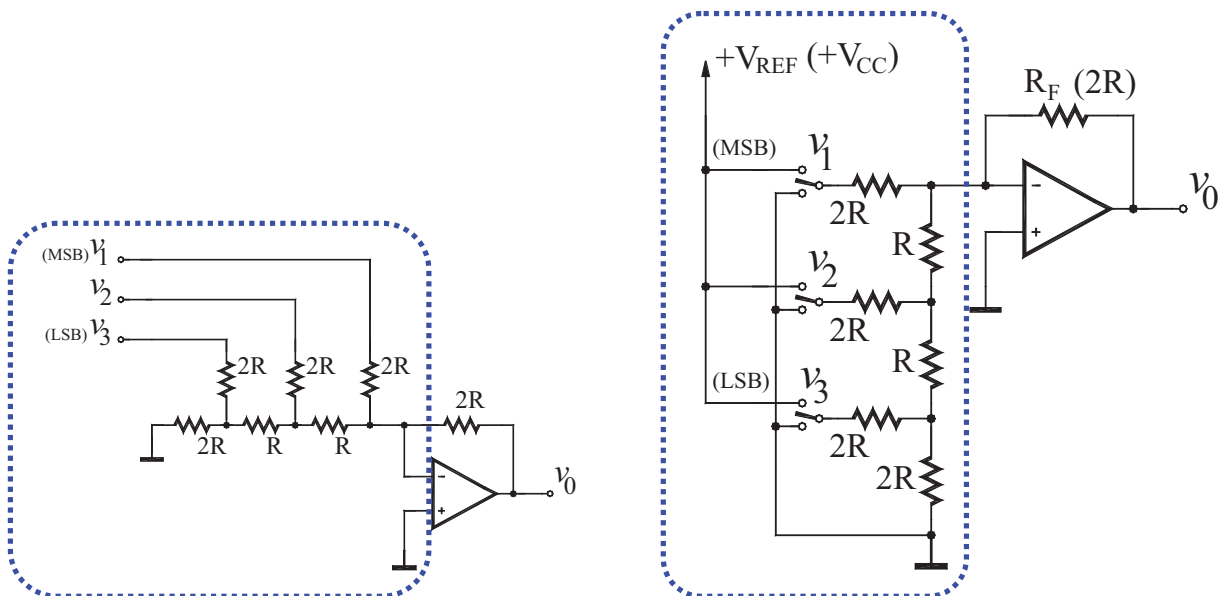 (MSB) v1
v2
(LSB) v3
2R 2R 2R
2R R R
2R
-
+
v0
+VREF (+VCC)
(MSB) v1
2R
R
v2
2R
R
(LSB) v3
2R
2R
RF (2R)
-
+
v0